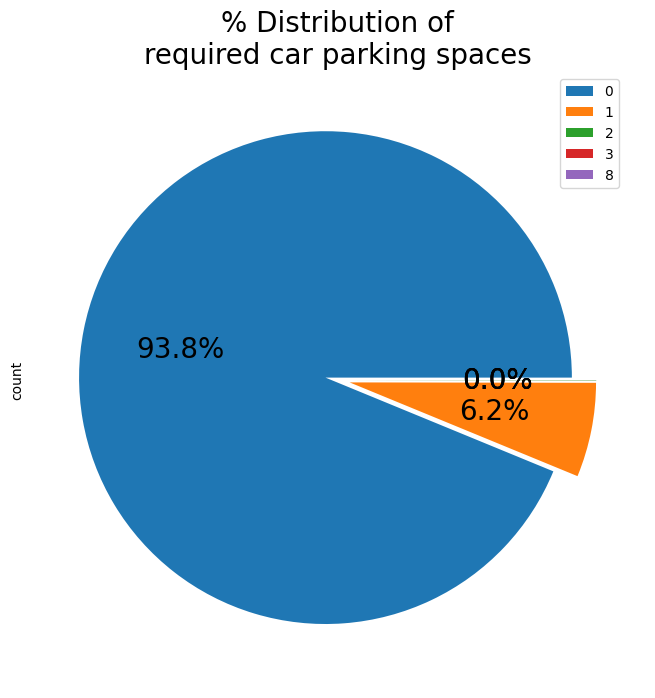 % Distribution of
required car parking spaces
0
1
2
3
8
93.8%
0.0%
6.2%
count